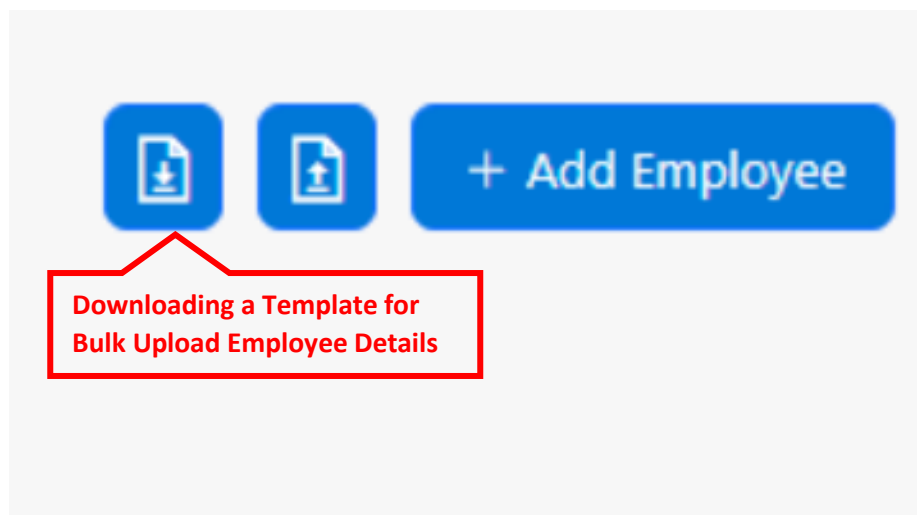 + Add Employee
Downloading a Template for
Bulk Upload Employee Details